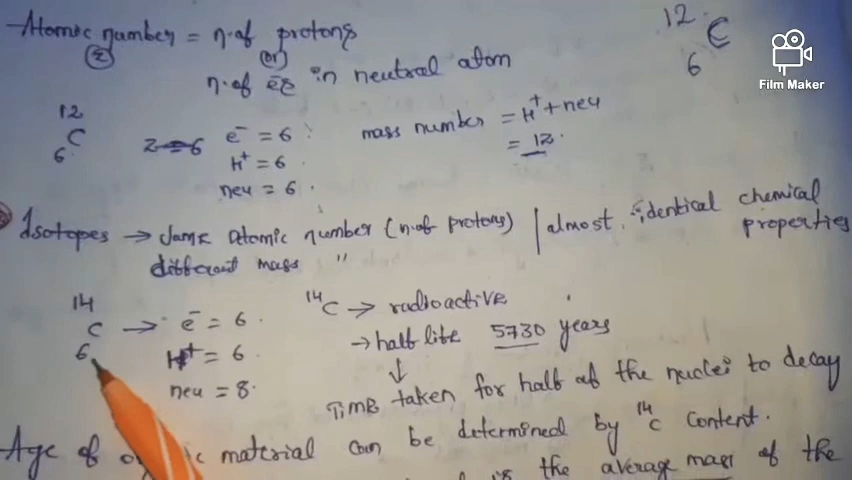 Atomic number = n.of protons
(z) (or)
n.of e̅s in neutral atom
12
C
6
Film Maker
12
C
6
z = 6
e⁻ = 6
H⁺ = 6
neu = 6.
mass number = H⁺ + neu
= 12.
Isotopes → Same atomic number (n.of protons) | almost identical chemical properties
different mass "
14
C → e⁻ = 6.
6
H⁺ = 6.
neu = 8.
¹⁴C → radioactive
→ half life 5730 years
↓
Time taken for half of the nuclei to decay
Age of material can be determined by ¹⁴C content.
is the average mass of the